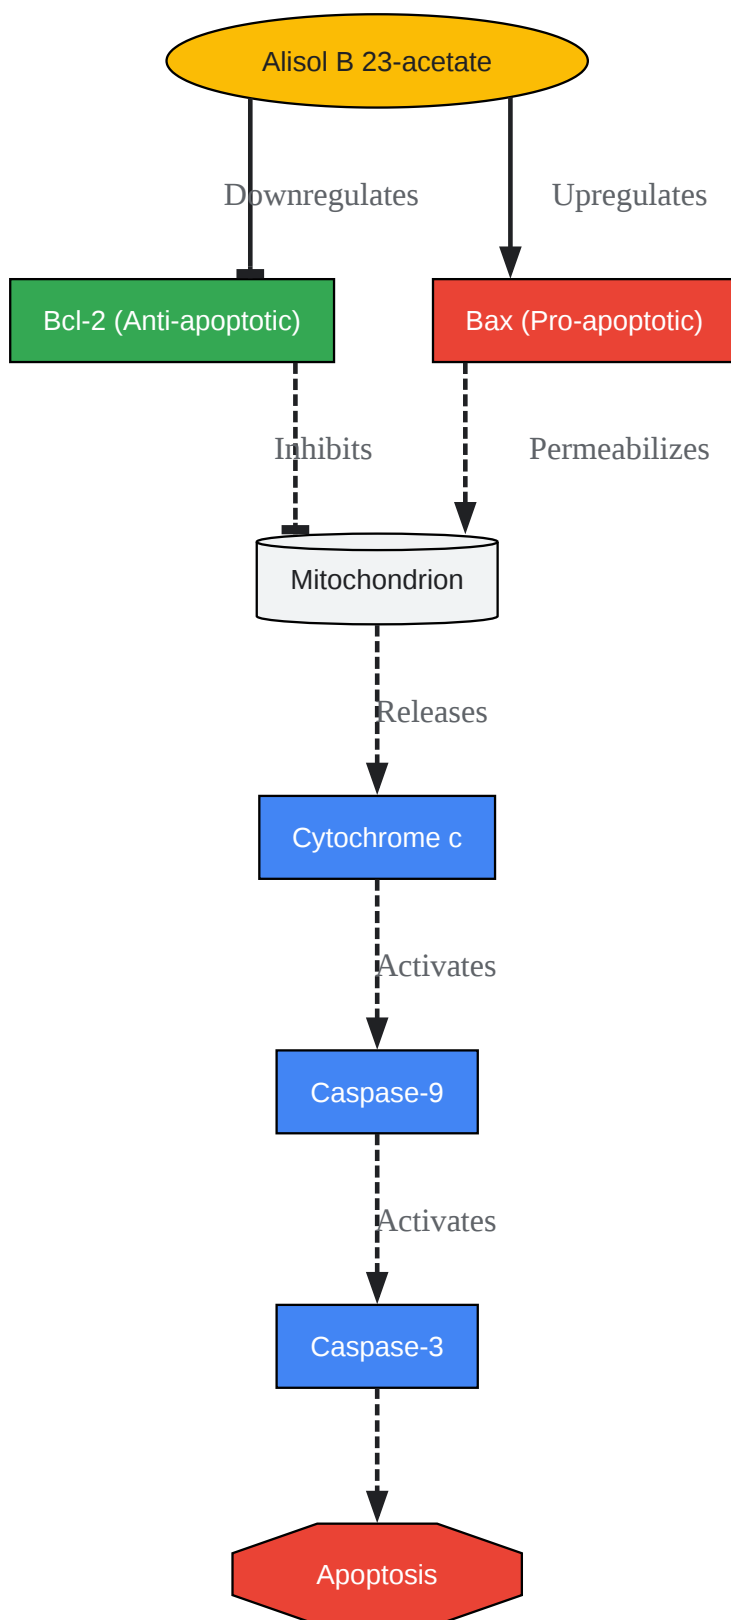 Alisol B 23-acetate
Downregulates
Upregulates
Bcl-2 (Anti-apoptotic)
Bax (Pro-apoptotic)
Inhibits
Permeabilizes
Mitochondrion
Releases
Cytochrome c
Activates
Caspase-9
Activates
Caspase-3
Apoptosis